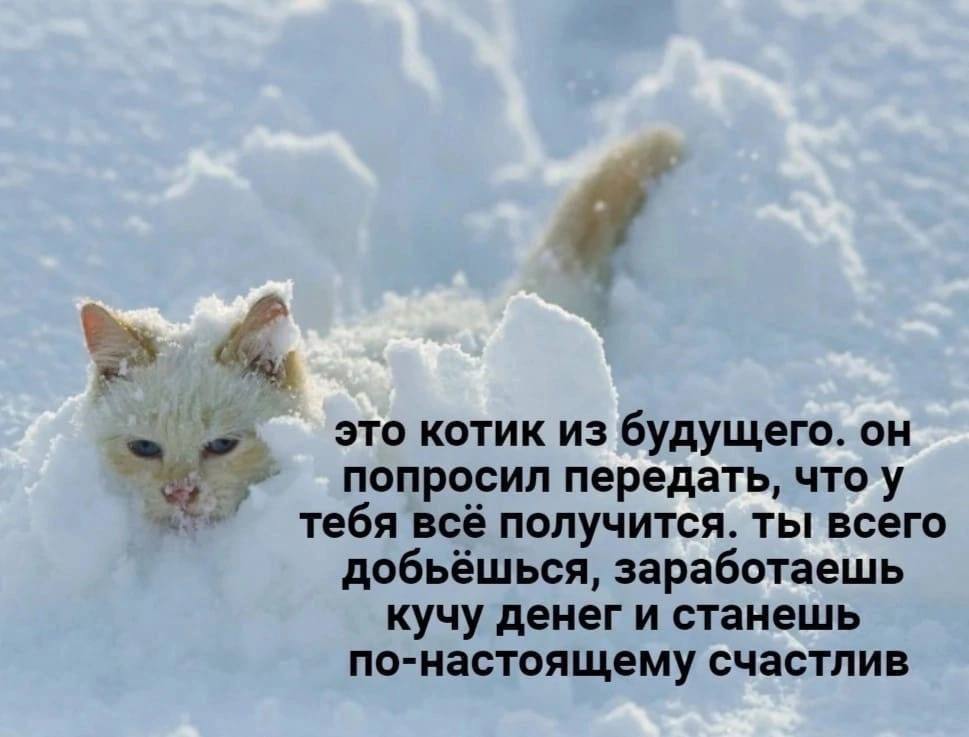 это котик из будущего. он
попросил передать, что у
тебя всё получится. ты всего
добьёшься, заработаешь
кучу денег и станешь
по-настоящему счастлив